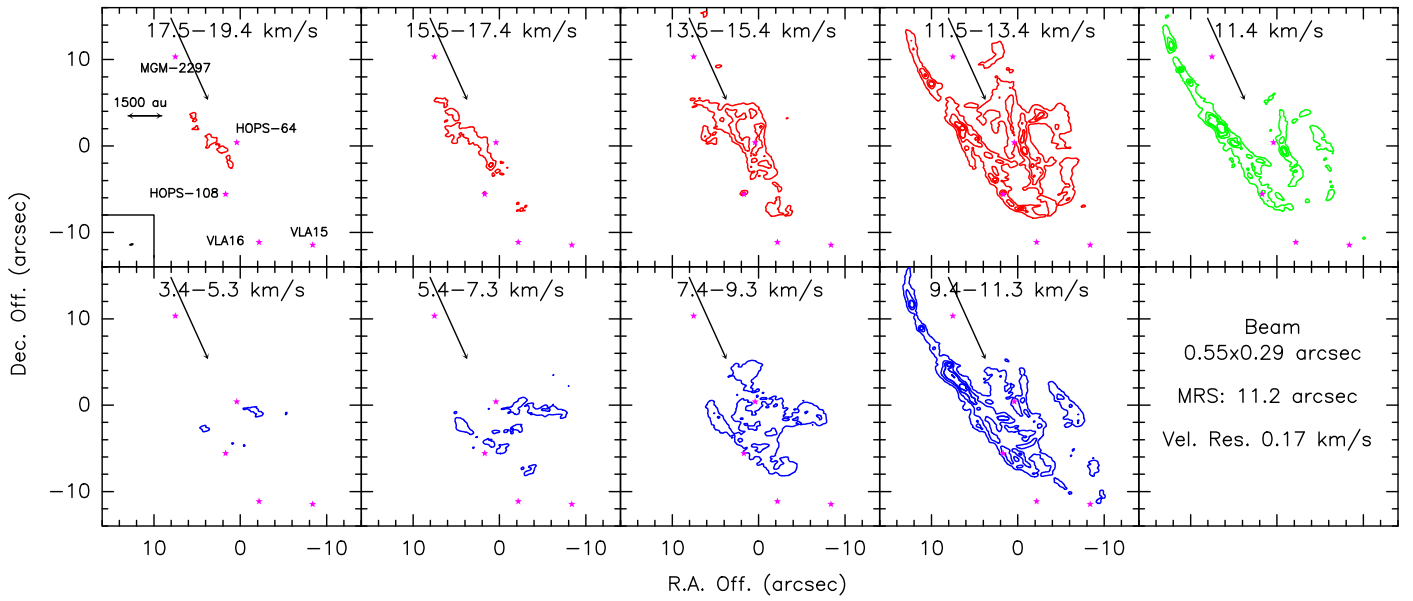 17.5−19.4 km/s
15.5−17.4 km/s
13.5−15.4 km/s
11.5−13.4 km/s
11.4 km/s
MGM−2297
1500 au
HOPS−64
HOPS−108
VLA16
VLA15
10
0
−10
3.4−5.3 km/s
5.4−7.3 km/s
7.4−9.3 km/s
9.4−11.3 km/s
Beam
0.55x0.29 arcsec
MRS: 11.2 arcsec
Vel. Res. 0.17 km/s
10
0
−10
Dec. Off. (arcsec)
10 0 −10 10 0 −10 10 0 −10 10 0 −10
R.A. Off. (arcsec)